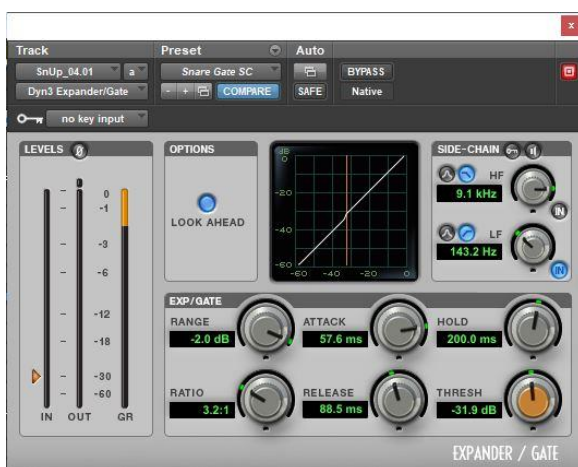 x
Track Preset Auto
SnUp_04.01 a Snare Gate SC BYPASS
Dyn3 Expander/Gate - + COMPARE SAFE Native
no key input
LEVELS Ø
0
-1
-3
-6
-12
-18
-30
-60
IN OUT GR
OPTIONS
LOOK AHEAD
dB
0
-20
-40
-60
-60 -40 -20 0
SIDE-CHAIN
HF
9.1 kHz
IN
LF
143.2 Hz
IN
EXP/GATE
RANGE ATTACK HOLD
-2.0 dB 57.6 ms 200.0 ms
RATIO RELEASE THRESH
3.2:1 88.5 ms -31.9 dB
EXPANDER / GATE